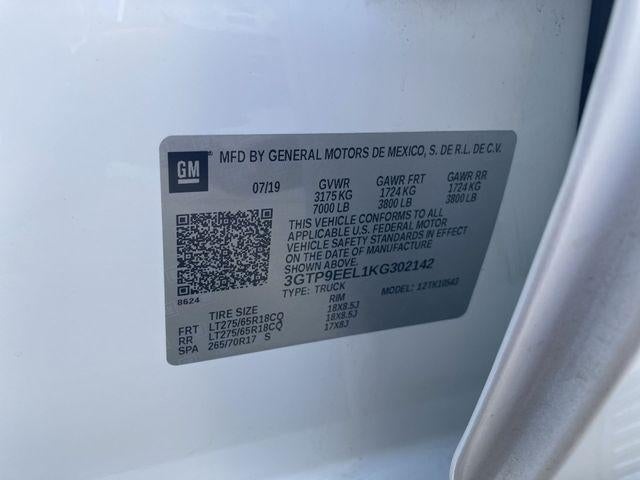 GM
MFD BY GENERAL MOTORS DE MEXICO, S. DE R.L. DE C.V.
07/19 GVWR GAWR FRT GAWR RR
3175 KG 1724 KG 1724 KG
7000 LB 3800 LB 3800 LB
THIS VEHICLE CONFORMS TO ALL
APPLICABLE U.S. FEDERAL MOTOR
VEHICLE SAFETY STANDARDS IN
EFFECT ON THE DATE OF MANUFACTURE
SHOWN ABOVE.
3GTP9EEL1KG302142
TYPE: TRUCK MODEL: 12TK10543
8624
TIRE SIZE RIM
FRT LT275/65R18CQ 18X8.5J
RR LT275/65R18CQ 18X8.5J
SPA 265/70R17 S 17X8J